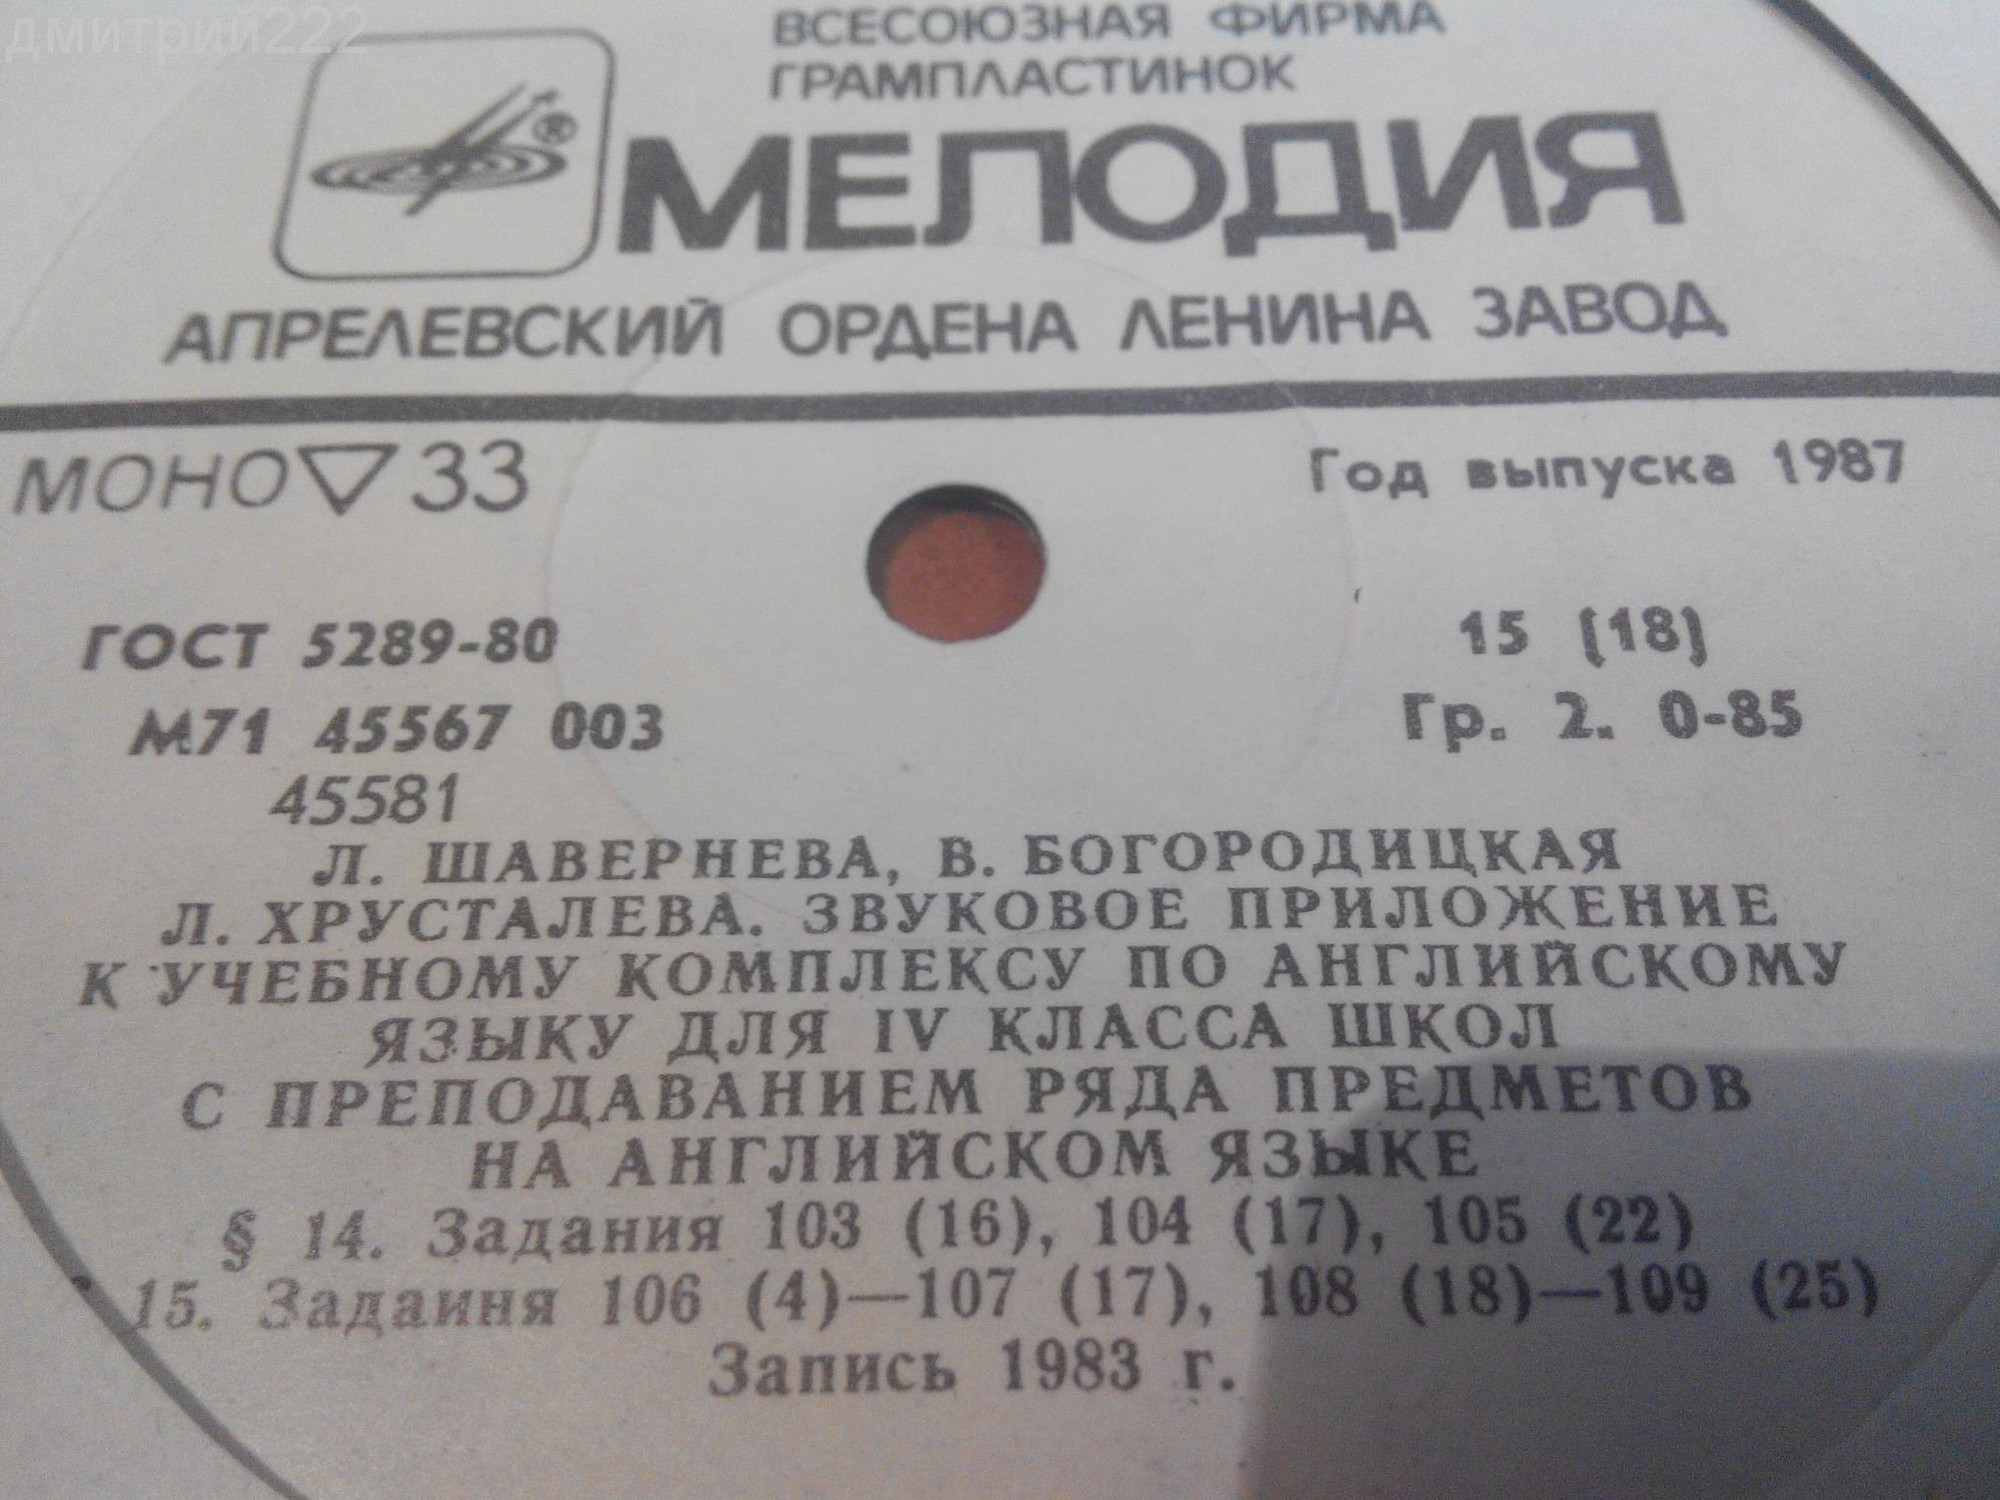 дмитрий222
ВСЕСОЮЗНАЯ ФИРМА
ГРАМПЛАСТИНОК
®
МЕЛОДИЯ
АПРЕЛЕВСКИЙ ОРДЕНА ЛЕНИНА ЗАВОД
МОНО 33
Год выпуска 1987
ГОСТ 5289-80
15 (18)
М71 45567 003
Гр. 2. 0-85
45581
Л. ШАВЕРНЕВА, В. БОГОРОДИЦКАЯ
Л. ХРУСТАЛЕВА. ЗВУКОВОЕ ПРИЛОЖЕНИЕ
К УЧЕБНОМУ КОМПЛЕКСУ ПО АНГЛИЙСКОМУ
ЯЗЫКУ ДЛЯ IV КЛАССА ШКОЛ
С ПРЕПОДАВАНИЕМ РЯДА ПРЕДМЕТОВ
НА АНГЛИЙСКОМ ЯЗЫКЕ
§ 14. Задания 103 (16), 104 (17), 105 (22)
15. Задаиня 106 (4)—107 (17), 108 (18)—109 (25)
Запись 1983 г.